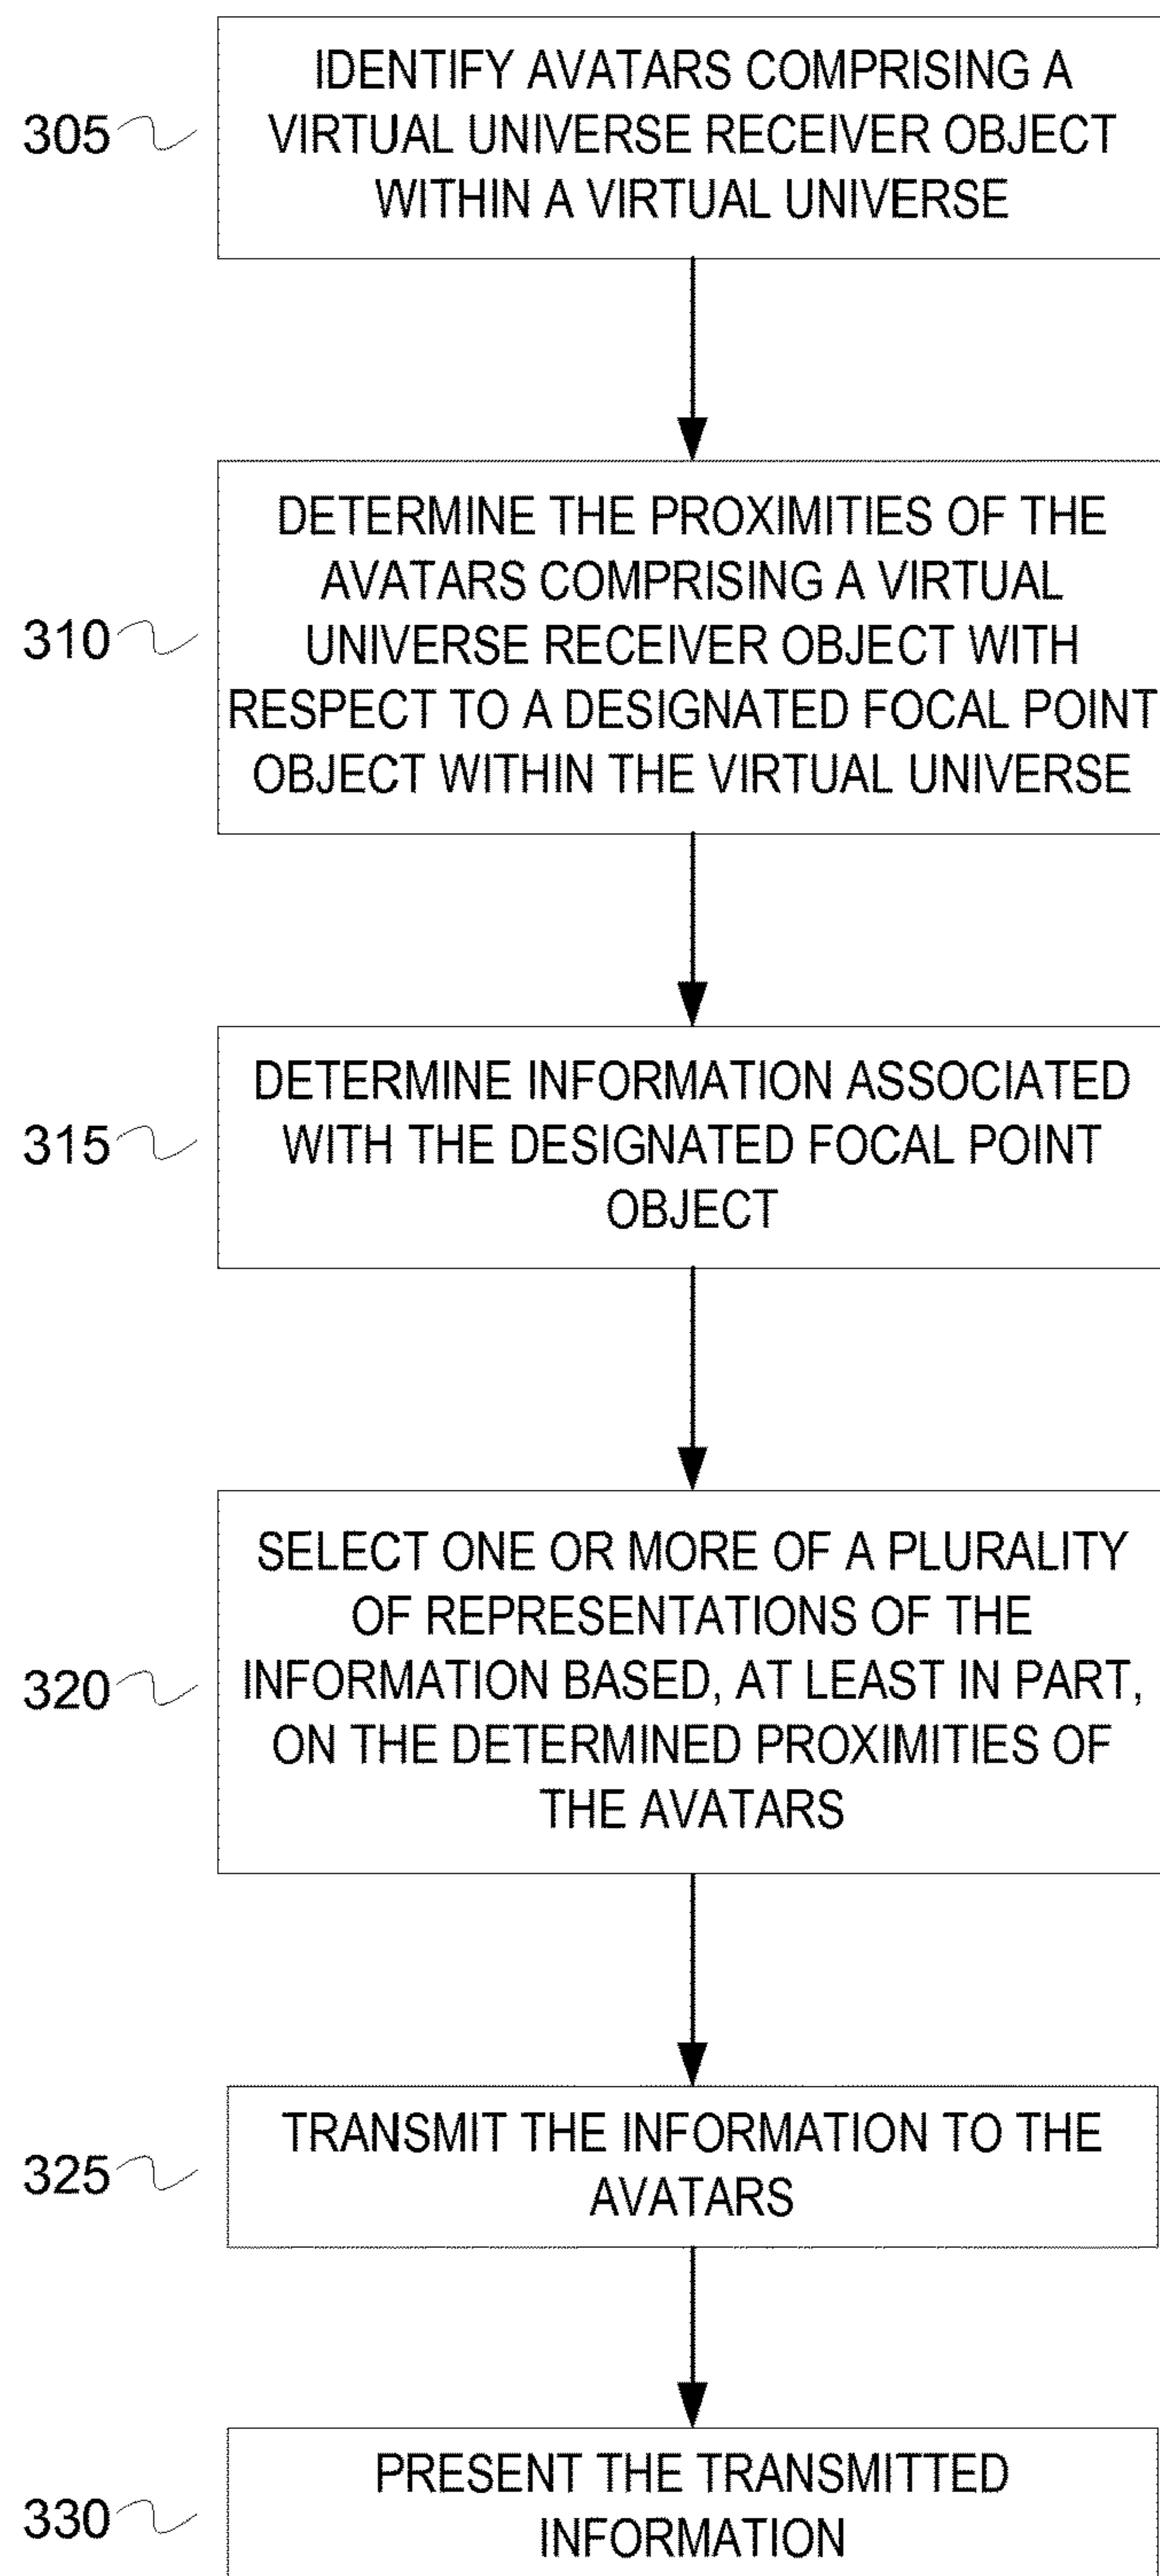 IDENTIFY AVATARS COMPRISING A
305
VIRTUAL UNIVERSE RECEIVER OBJECT
WITHIN A VIRTUAL UNIVERSE
DETERMINE THE PROXIMITIES OF THE
AVATARS COMPRISING A VIRTUAL
310
UNIVERSE RECEIVER OBJECT WITH
RESPECT TO A DESIGNATED FOCAL POINT
OBJECT WITHIN THE VIRTUAL UNIVERSE
DETERMINE INFORMATION ASSOCIATED
315
WITH THE DESIGNATED FOCAL POINT
OBJECT
SELECT ONE OR MORE OF A PLURALITY
OF REPRESENTATIONS OF THE
320
INFORMATION BASED, AT LEAST IN PART,
ON THE DETERMINED PROXIMITIES OF
THE AVATARS
TRANSMIT THE INFORMATION TO THE
325
AVATARS
PRESENT THE TRANSMITTED
330
INFORMATION